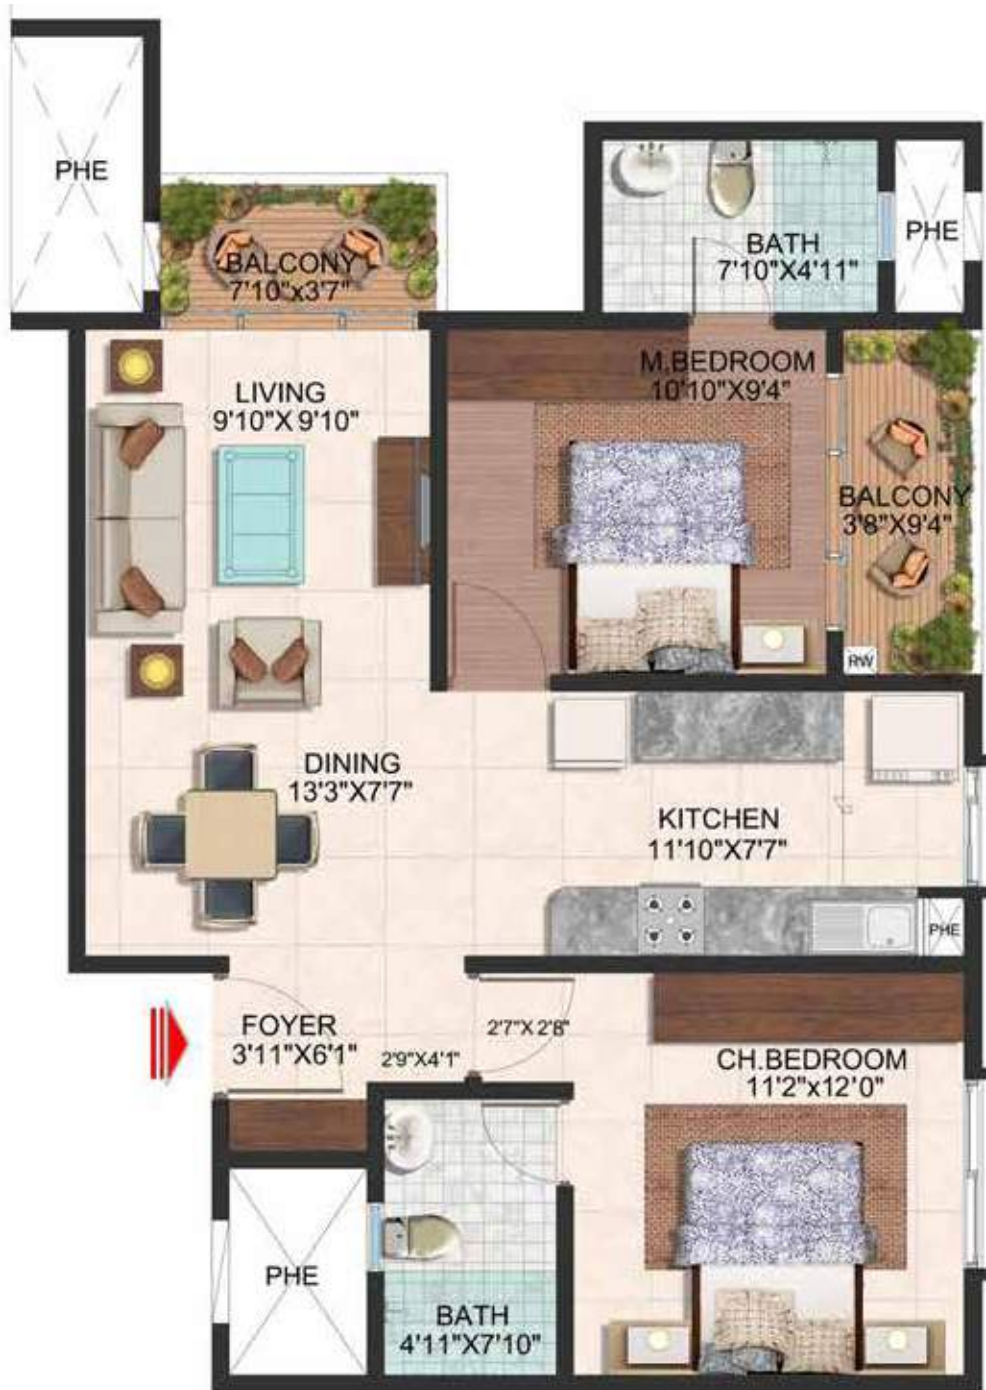 PHE
BATH
7'10"X4'11"
PHE
BALCONY
7'10"x3'7"
M.BEDROOM
10'10"X9'4"
LIVING
9'10"X 9'10"
BALCONY
3'8"X9'4"
RW
DINING
13'3"X7'7"
KITCHEN
11'10"X7'7"
PHE
FOYER
3'11"X6'1"
2'9"X4'1"
2'7"X 2'8"
CH.BEDROOM
11'2"x12'0"
PHE
BATH
4'11"X7'10"